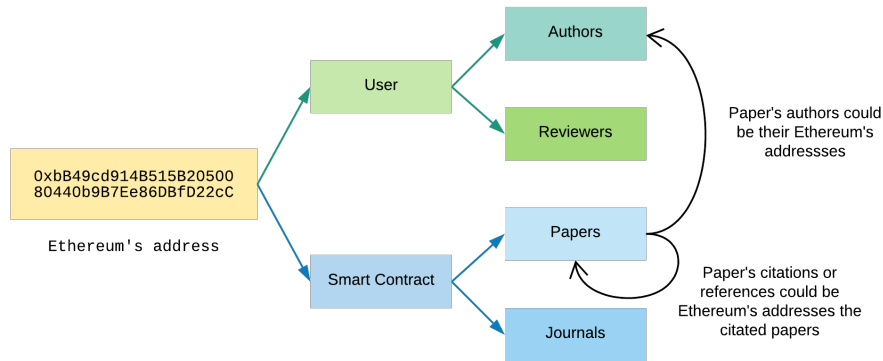 Authors
User
Reviewers
Paper's authors could
be their Ethereum's
addressses
0xbB49cd914B515B20500
80440b9B7Ee86DBfD22cC
Ethereum's address
Papers
Smart Contract
Paper's citations or
references could be
Ethereum's addresses the
citated papers
Journals